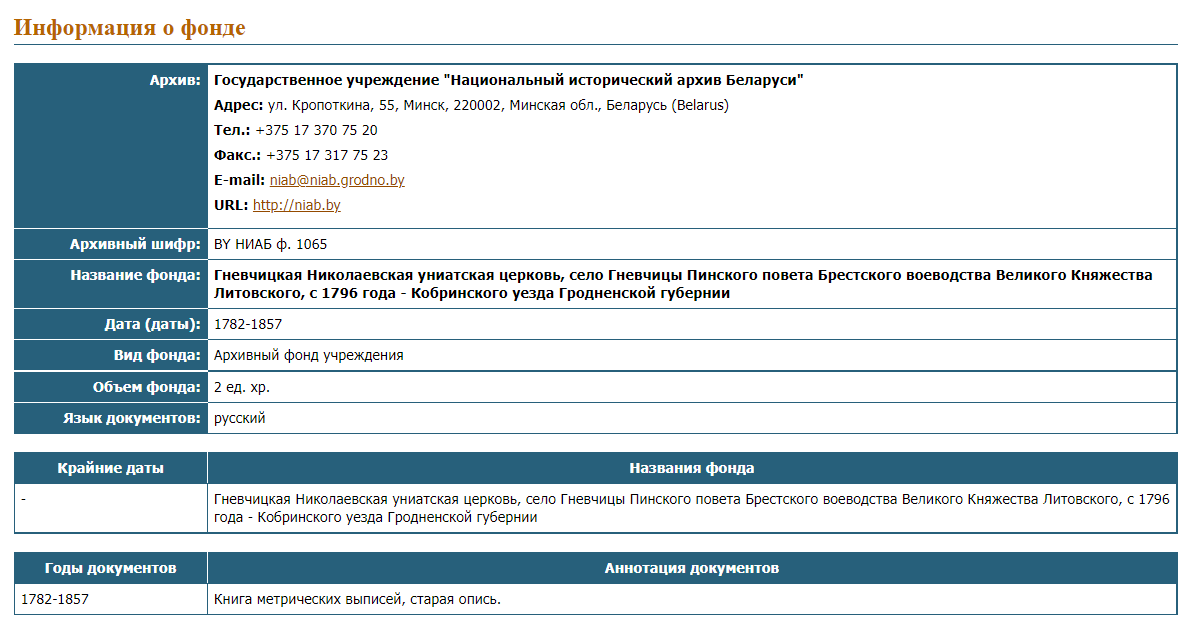 Информация о фонде
Архив: Государственное учреждение "Национальный исторический архив Беларуси"
Адрес: ул. Кропоткина, 55, Минск, 220002, Минская обл., Беларусь (Belarus)
Тел.: +375 17 370 75 20
Факс.: +375 17 317 75 23
E-mail: niab@niab.grodno.by
URL: http://niab.by
Архивный шифр: BY НИАБ ф. 1065
Название фонда: Гневчицкая Николаевская униатская церковь, село Гневчицы Пинского повета Брестского воеводства Великого Княжества
Литовского, с 1796 года - Кобринского уезда Гродненской губернии
Дата (даты): 1782-1857
Вид фонда: Архивный фонд учреждения
Объем фонда: 2 ед. хр.
Язык документов: русский
Крайние даты Названия фонда
- Гневчицкая Николаевская униатская церковь, село Гневчицы Пинского повета Брестского воеводства Великого Княжества Литовского, с 1796
года - Кобринского уезда Гродненской губернии
Годы документов Аннотация документов
1782-1857 Книга метрических выписей, старая опись.